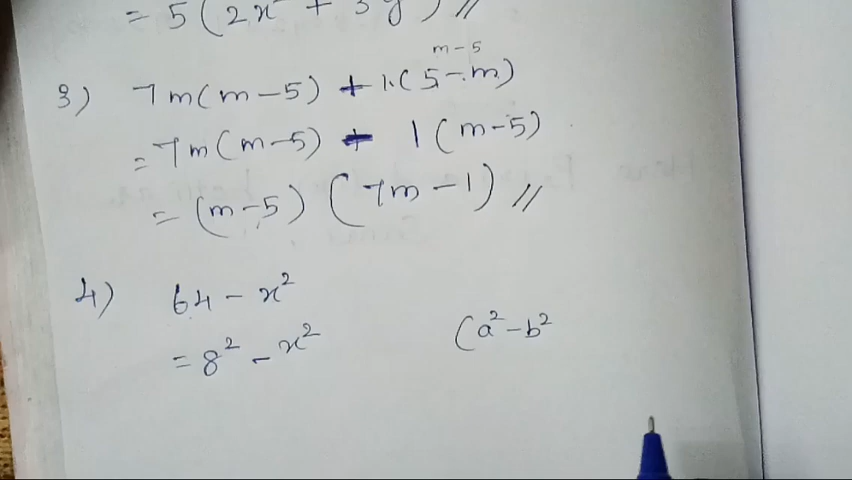 = 5 ( 2x + 3y ) //
m - 5
3) 7m ( m - 5 ) + 1. ( 5 - m )
= 7m ( m - 5 ) - 1 ( m - 5 )
= ( m - 5 ) ( 7m - 1 ) //
4) 64 - x²
= 8² - x² ( a² - b²